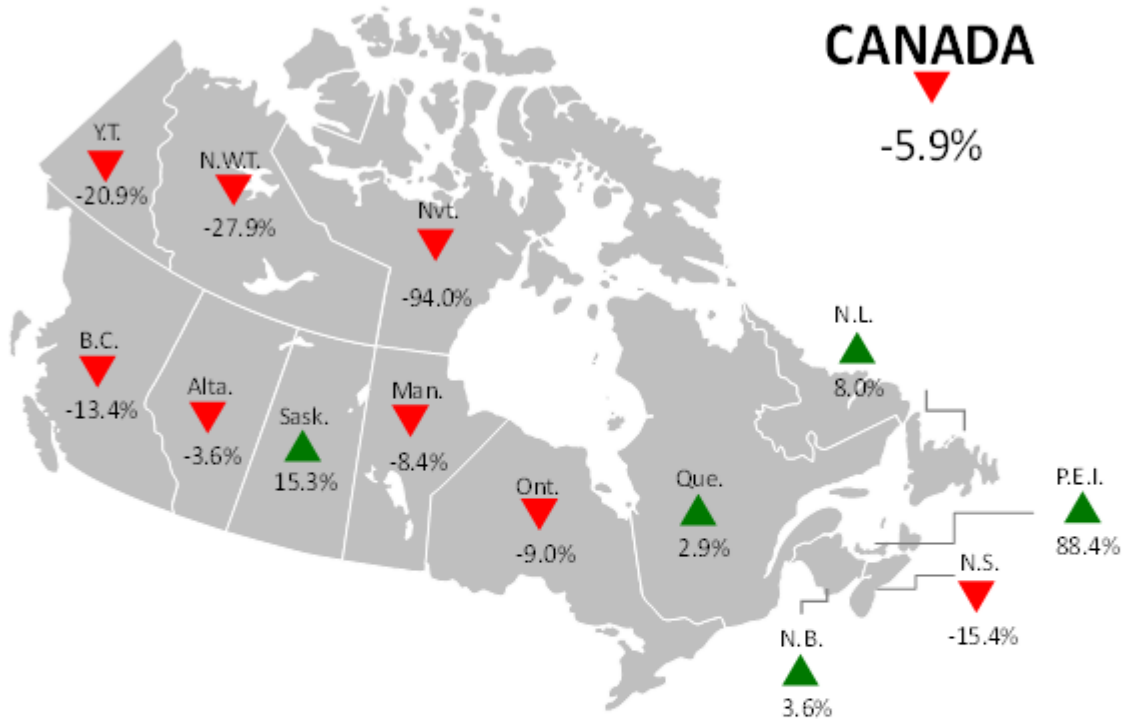 CANADA
-5.9%
Y.T.
-20.9%
N.W.T.
-27.9%
Nvt.
-94.0%
B.C.
-13.4%
Alta.
-3.6%
Sask.
15.3%
Man.
-8.4%
Ont.
-9.0%
Que.
2.9%
N.L.
8.0%
P.E.I.
88.4%
N.S.
-15.4%
N.B.
3.6%